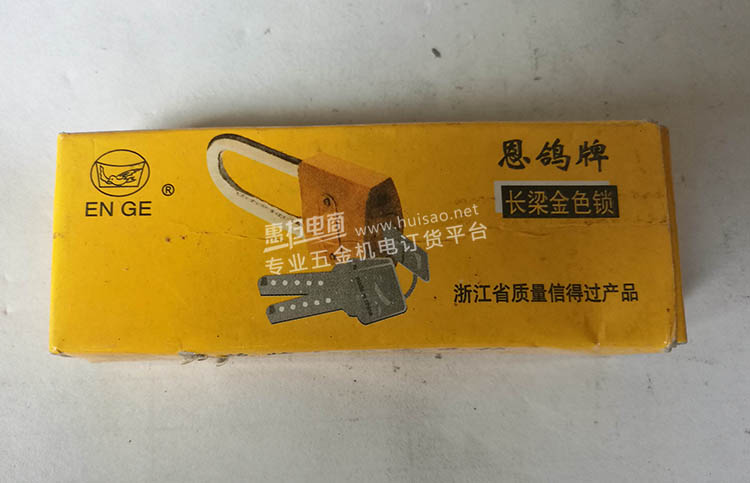 恩鸽牌
EN GE ®
长梁金色锁
惠扫电商 www.huisao.net
专业五金机电订货平台
浙江省质量信得过产品